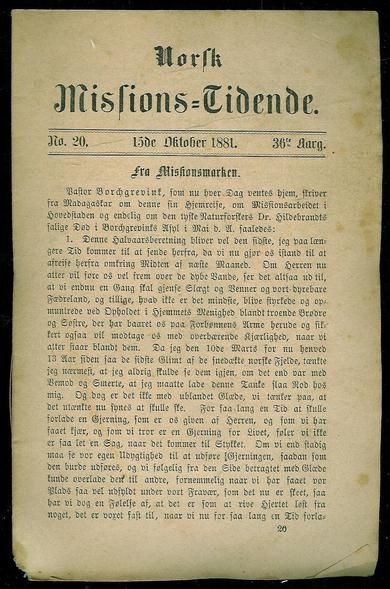 Norsk
Missions-Tidende.
No. 20. 15de Oktober 1881. 36te Aarg.
Fra Missionsmarken.
Pastor Borchgrevink, som nu hver Dag ventes hjem, skriver
fra Madagaskar om denne sin Hjemreise, om Missionsarbeidet i
Hovedstaden og endelig om den tyske Naturforskers Dr. Hildebrandts
salige Død i Borchgrevinks Asyl i Mai d. A. saaledes:
1. Denne Halvaarsberetning bliver vel den sidste, jeg paa læn-
gere Tid kommer til at sende herfra, da vi nu gjør os istand til at
afreise herfra omkring Midten af næste Maaned. Om Herren nu
atter vil føre os vel frem over de dybe Vande, ser det altsaa ud til,
at vi endnu en Gang skal gjense Slægt og Venner og vort dyrebare
Fædreland, og tillige, hvad ikke er det mindste, blive styrkede og op-
muntrede ved Opholdet i Hjemmets Menighed blandt troende Brødre
og Søstre, der har baaret os paa Forbønnens Arme herude og sik-
kert ogsaa vil modtage os med overbærende Kjærlighed, naar vi
atter staar blandt dem. Da jeg den 10de Marts for nu henved
13 Aar siden saa de sidste Glimt af de snedækte norske Fjelde, tænkte
jeg nærmest, at jeg aldrig skulde se dem igjen, om det end var med
Vemod og Smerte, at jeg maatte lade denne Tanke slaa Rod hos
mig. Og dog er det ikke med ublandet Glæde, vi tænker paa, at
det utænkte nu synes at skulle ske. For saa lang en Tid at skulle
forlade en Gjerning, som er os given af Herren, og som vi har
faaet kjær, og som vi tror er en Gjerning for Livet, føler vi ikke
er saa let en Sag, naar det kommer til Stykket. Om vi end stadig
maa se vor egen Udygtighed til at udføre Gjerningen, saadan som
den burde udføres, og vi følgelig fra den Side betragtet med Glæde
kunde overlade den til andre, fornemmelig naar vi har faaet vor
Plads saa vel udfyldt under vort Fravær, som det nu er skeet, saa
har vi dog en Følelse af, at det er som at rive Hjertet løst fra
noget, det er voxet fast til, naar vi nu for saa lang en Tid forla-
20